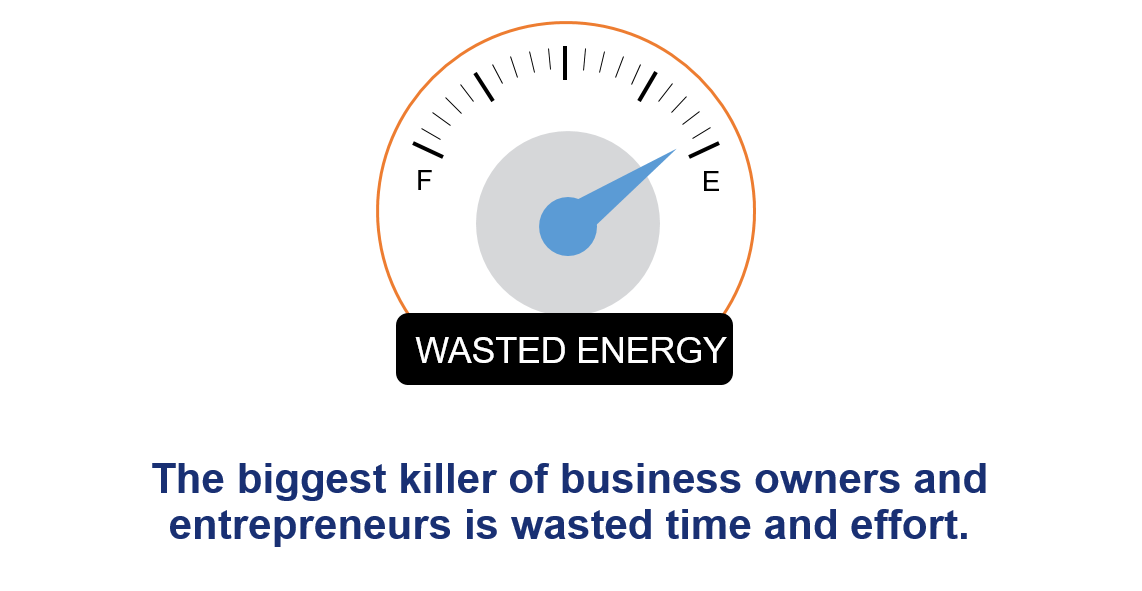 F
E
WASTED ENERGY
The biggest killer of business owners and
entrepreneurs is wasted time and effort.